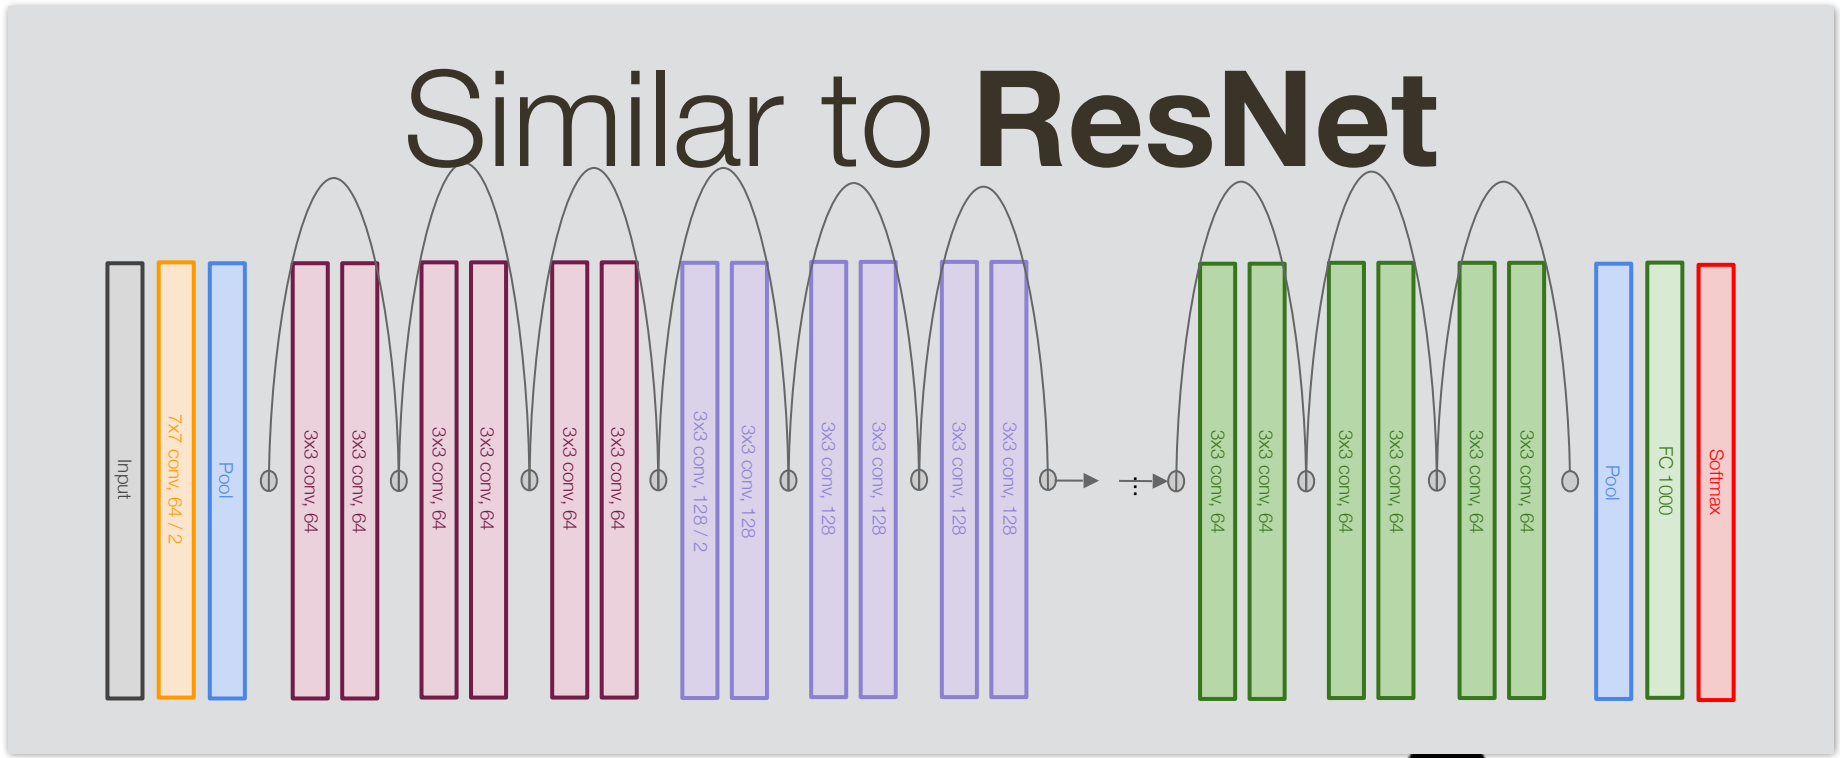 Similar to ResNet
Input
7x7 conv, 64 / 2
Pool
3x3 conv, 64
3x3 conv, 64
3x3 conv, 64
3x3 conv, 64
3x3 conv, 64
3x3 conv, 64
3x3 conv, 128 / 2
3x3 conv, 128
3x3 conv, 128
3x3 conv, 128
3x3 conv, 128
3x3 conv, 128
...
3x3 conv, 64
3x3 conv, 64
3x3 conv, 64
3x3 conv, 64
3x3 conv, 64
3x3 conv, 64
Pool
FC 1000
Softmax